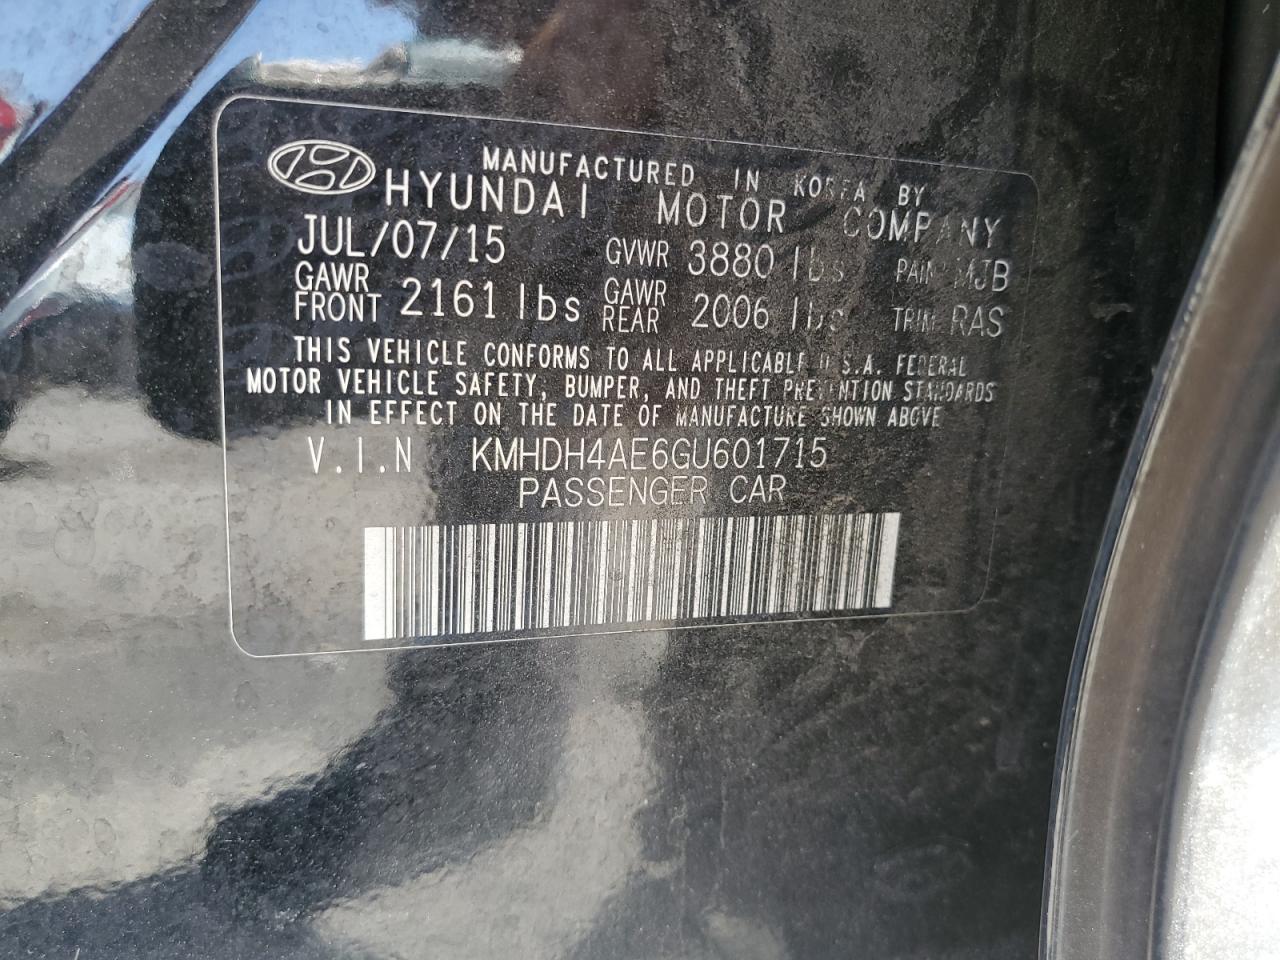 MANUFACTURED IN KOREA BY
HYUNDAI MOTOR COMPANY
JUL/07/15 GVWR 3880 lbs PAINT MJB
GAWR FRONT 2161 lbs GAWR REAR 2006 lbs TRIM RAS
THIS VEHICLE CONFORMS TO ALL APPLICABLE U.S.A. FEDERAL
MOTOR VEHICLE SAFETY, BUMPER, AND THEFT PREVENTION STANDARDS
IN EFFECT ON THE DATE OF MANUFACTURE SHOWN ABOVE
V.I.N KMHDH4AE6GU601715
PASSENGER CAR